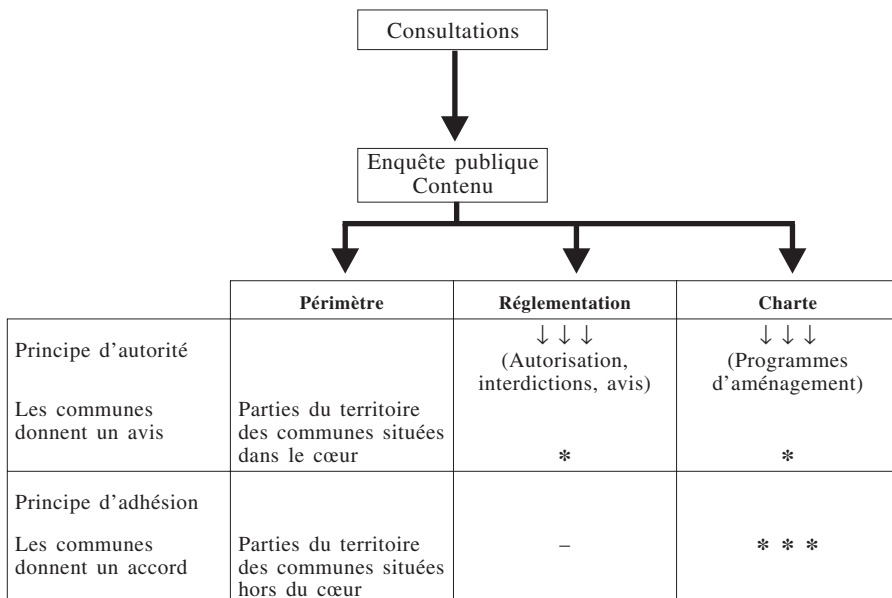 Consultations
Enquête publique
Contenu
Périmètre
Réglementation
Charte
Principe d'autorité
↓ ↓ ↓
(Autorisation,
interdictions, avis)
↓ ↓ ↓
(Programmes
d'aménagement)
Les communes
donnent un avis
Parties du territoire
des communes situées
dans le cœur
*
*
Principe d'adhésion
Les communes
donnent un accord
Parties du territoire
des communes situées
hors du cœur
–
* * *